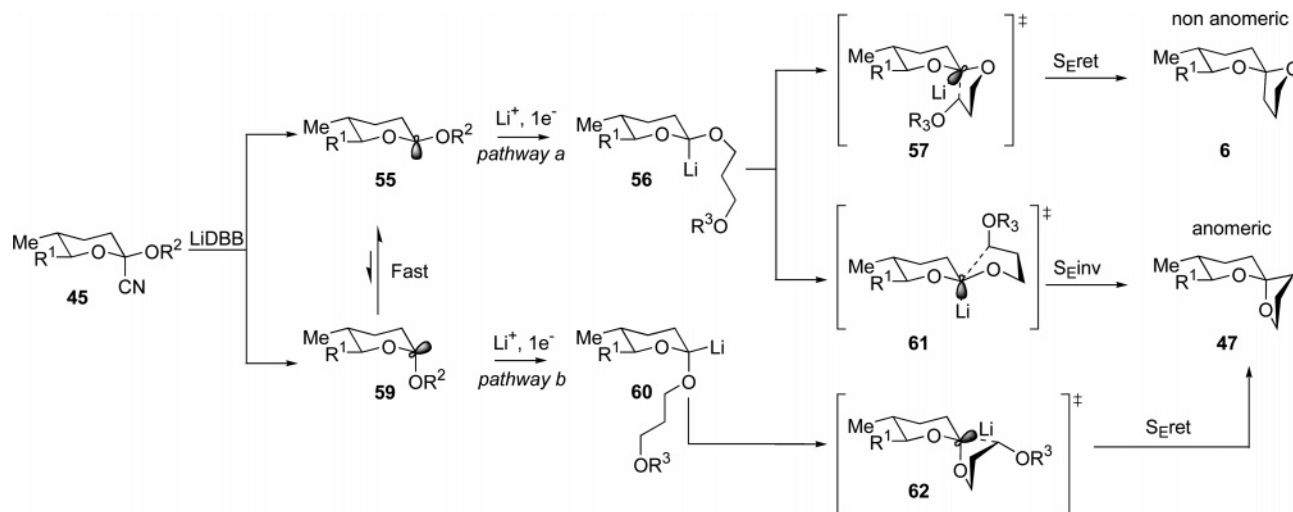 non anomeric
‡
Me
R¹
O
O
Li
R₃O
57
SEret
Me
R¹
O
O
6
Me
R¹
O
OR²
55
Li⁺, 1e⁻
pathway a
Me
R¹
O
O
Li
R³O
56
Me
R¹
O
OR²
CN
45
LiDBB
Fast
‡
OR₃
Me
R¹
O
O
Li
61
SEinv
anomeric
Me
R¹
O
O
47
Me
R¹
O
OR²
59
Li⁺, 1e⁻
pathway b
Me
R¹
O
Li
O
OR³
60
‡
Me
R¹
O
Li
O
OR³
62
SEret